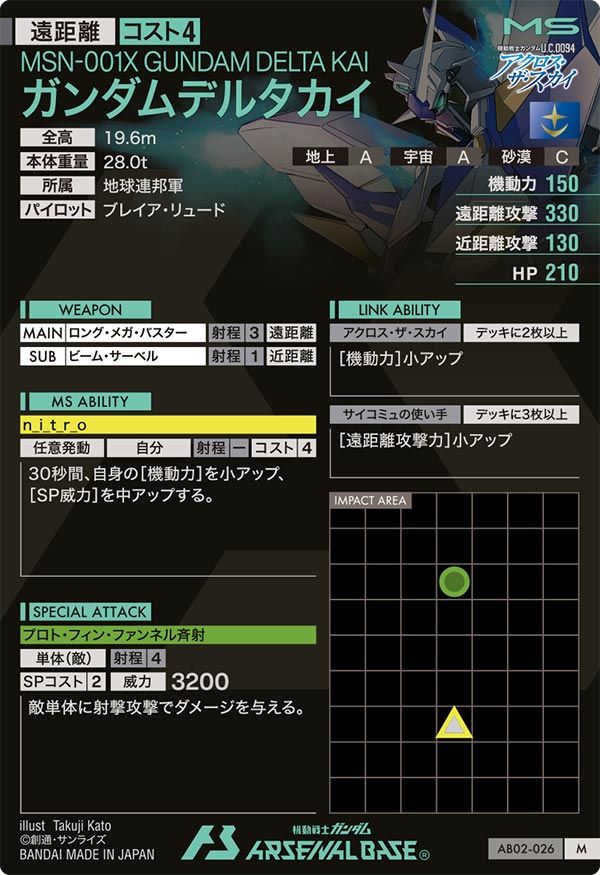 遠距離 コスト4
MS
MSN-001X GUNDAM DELTA KAI
機動戦士ガンダムU.C.0094
アクロス・ザ・スカイ
ガンダムデルタカイ
全高 19.6m
本体重量 28.0t
所属 地球連邦軍
パイロット ブレイア・リュード
地上 A 宇宙 A 砂漠 C
機動力 150
遠距離攻撃 330
近距離攻撃 130
HP 210
WEAPON
MAIN ロング・メガ・バスター 射程 3 遠距離
SUB ビーム・サーベル 射程 1 近距離
MS ABILITY
n_i_t_r_o
任意発動 自分 射程 ー コスト 4
30秒間、自身の[機動力]を小アップ、
[SP威力]を中アップする。
SPECIAL ATTACK
プロト・フィン・ファンネル斉射
単体(敵) 射程 4
SPコスト 2 威力 3200
敵単体に射撃攻撃でダメージを与える。
LINK ABILITY
アクロス・ザ・スカイ デッキに2枚以上
[機動力]小アップ
サイコミュの使い手 デッキに3枚以上
[遠距離攻撃力]小アップ
IMPACT AREA
illust Takuji Kato
©創通・サンライズ
BANDAI MADE IN JAPAN
機動戦士ガンダム
AB ARSENAL BASE®
AB02-026 M